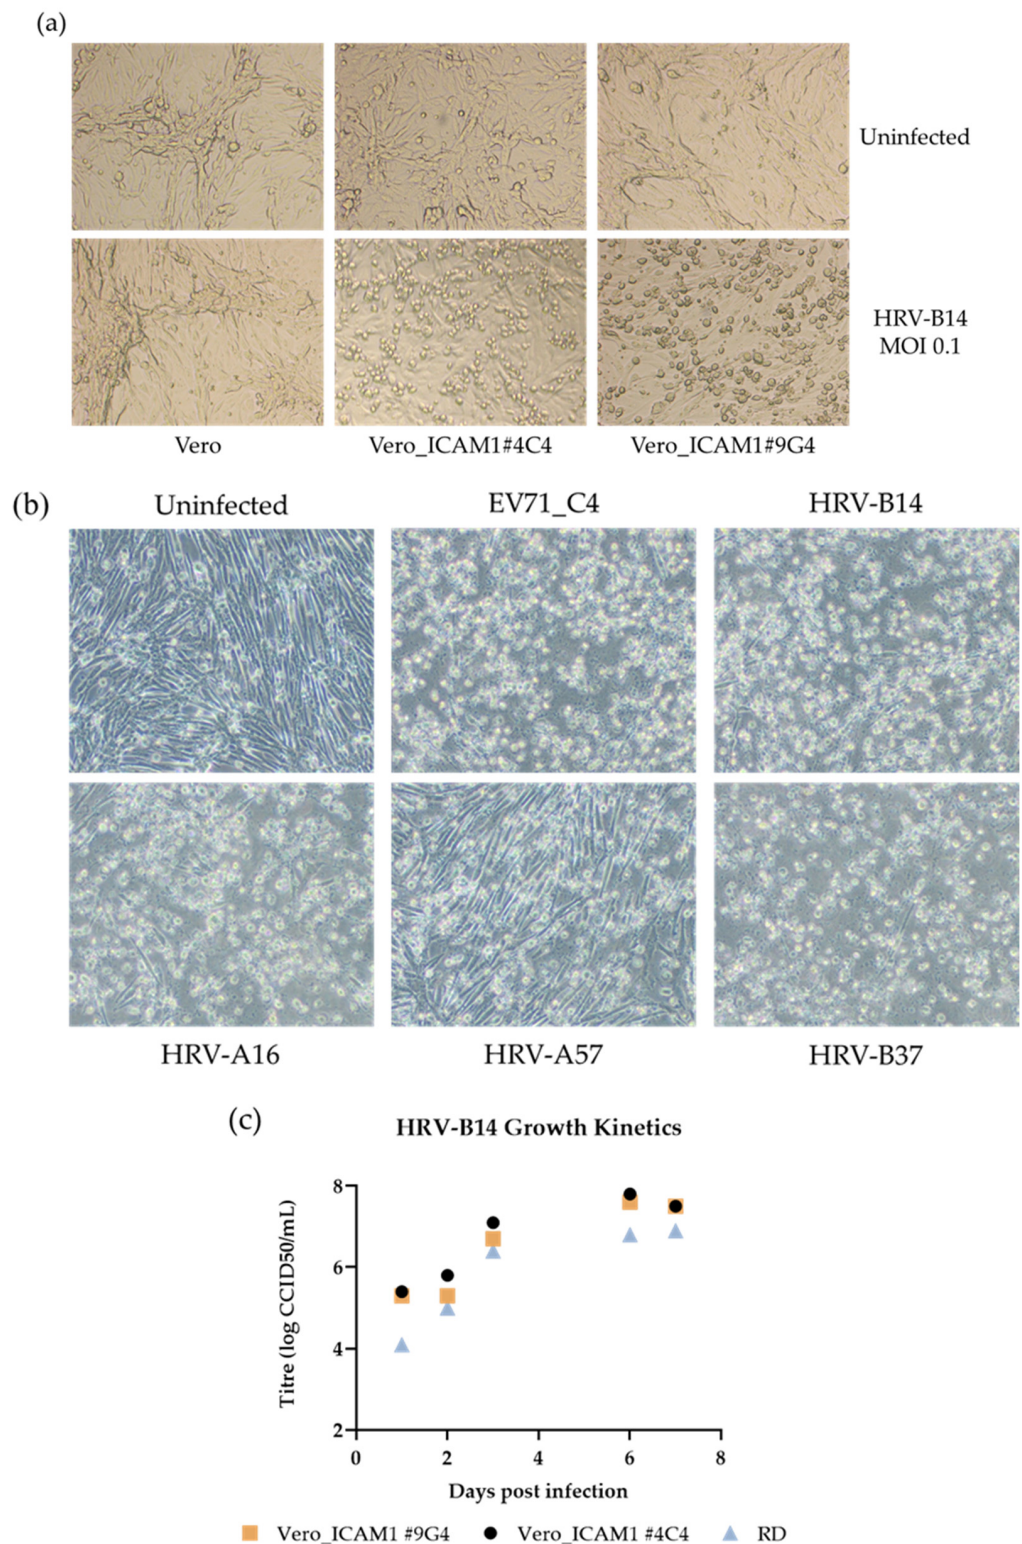 (a)
Uninfected
HRV-B14
MOI 0.1
Vero
Vero_ICAM1#4C4
Vero_ICAM1#9G4
(b)
Uninfected
EV71_C4
HRV-B14
HRV-A16
HRV-A57
HRV-B37
(c)
HRV-B14 Growth Kinetics
Titre (log CCID50/mL)
8
6
4
2
0 2 4 6 8
Days post infection
Vero_ICAM1 #9G4 Vero_ICAM1 #4C4 RD